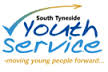 South Tyneside
Youth
Service
-moving young people forward...